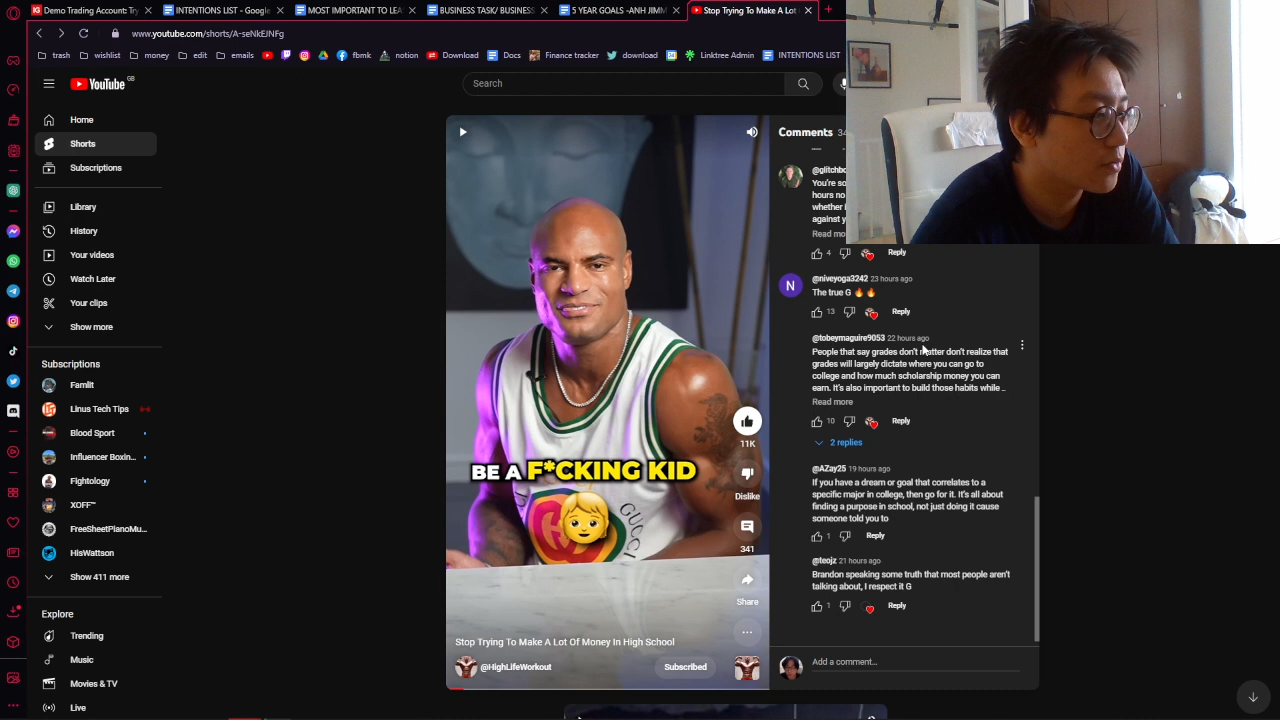 Demo Trading Account: Try
INTENTIONS LIST - Google
MOST IMPORTANT TO LEA
BUSINESS TASK/ BUSINESS
5 YEAR GOALS -ANH JIMM
Stop Trying To Make A Lot
www.youtube.com/shorts/A-seNkEJNFg
trash
wishlist
money
edit
emails
fbmk
notion
Download
Docs
Finance tracker
download
Linktree Admin
INTENTIONS LIST
YouTube GB
Search
Home
Shorts
Subscriptions
Library
History
Your videos
Watch Later
Your clips
Show more
Subscriptions
Famlit
Linus Tech Tips
Blood Sport
Influencer Boxin...
Fightology
XOFF™
FreeSheetPianoMu...
HisWattson
Show 411 more
Explore
Trending
Music
Movies & TV
Live
BE A F*CKING KID
GUCCI
11K
Dislike
341
Share
Stop Trying To Make A Lot Of Money In High School
@HighLifeWorkout
Subscribed
Comments 34
@glitchbo
You're so
hours no
whether i
against y
Read mo
4 Reply
@niveyoga3242 23 hours ago
N
The true G
13 Reply
@tobeymaguire9053 22 hours ago
People that say grades don't matter don't realize that
grades will largely dictate where you can go to
college and how much scholarship money you can
earn. It's also important to build those habits while ..
Read more
10 Reply
2 replies
@AZay25 19 hours ago
If you have a dream or goal that correlates to a
specific major in college, then go for it. It's all about
finding a purpose in school, not just doing it cause
someone told you to
1 Reply
@teojz 21 hours ago
Brandon speaking some truth that most people aren't
talking about, I respect it G
1 Reply
Add a comment...